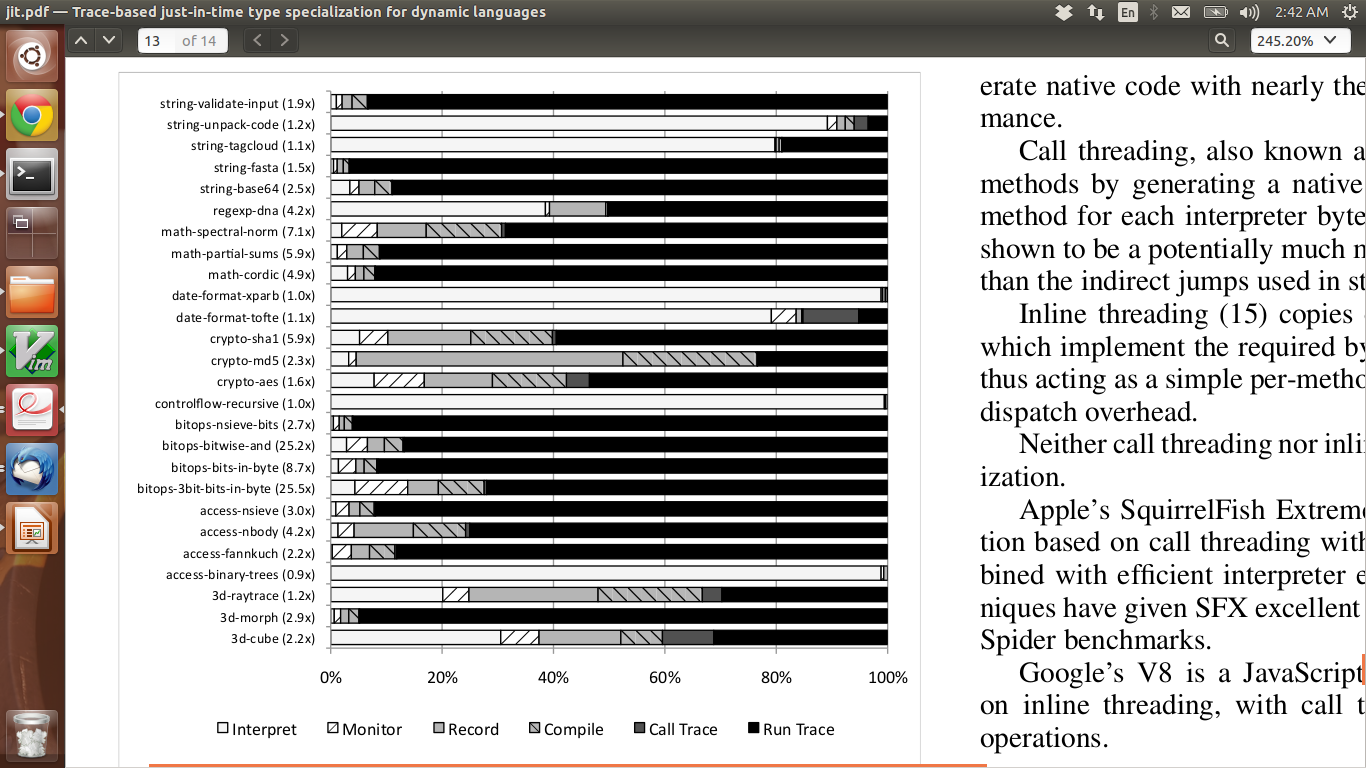 jit.pdf — Trace-based just-in-time type specialization for dynamic languages
En
2:42 AM
13 of 14
245.20%
string-validate-input (1.9x)
string-unpack-code (1.2x)
string-tagcloud (1.1x)
string-fasta (1.5x)
string-base64 (2.5x)
regexp-dna (4.2x)
math-spectral-norm (7.1x)
math-partial-sums (5.9x)
math-cordic (4.9x)
date-format-xparb (1.0x)
date-format-tofte (1.1x)
crypto-sha1 (5.9x)
crypto-md5 (2.3x)
crypto-aes (1.6x)
controlflow-recursive (1.0x)
bitops-nsieve-bits (2.7x)
bitops-bitwise-and (25.2x)
bitops-bits-in-byte (8.7x)
bitops-3bit-bits-in-byte (25.5x)
access-nsieve (3.0x)
access-nbody (4.2x)
access-fannkuch (2.2x)
access-binary-trees (0.9x)
3d-raytrace (1.2x)
3d-morph (2.9x)
3d-cube (2.2x)
0% 20% 40% 60% 80% 100%
Interpret Monitor Record Compile Call Trace Run Trace
erate native code with nearly the
mance.
Call threading, also known a
methods by generating a native
method for each interpreter byte
shown to be a potentially much
than the indirect jumps used in st
Inline threading (15) copies
which implement the required by
thus acting as a simple per-metho
dispatch overhead.
Neither call threading nor inli
ization.
Apple's SquirrelFish Extreme
tion based on call threading with
bined with efficient interpreter e
niques have given SFX excellent
Spider benchmarks.
Google's V8 is a JavaScript
on inline threading, with call t
operations.
Vim